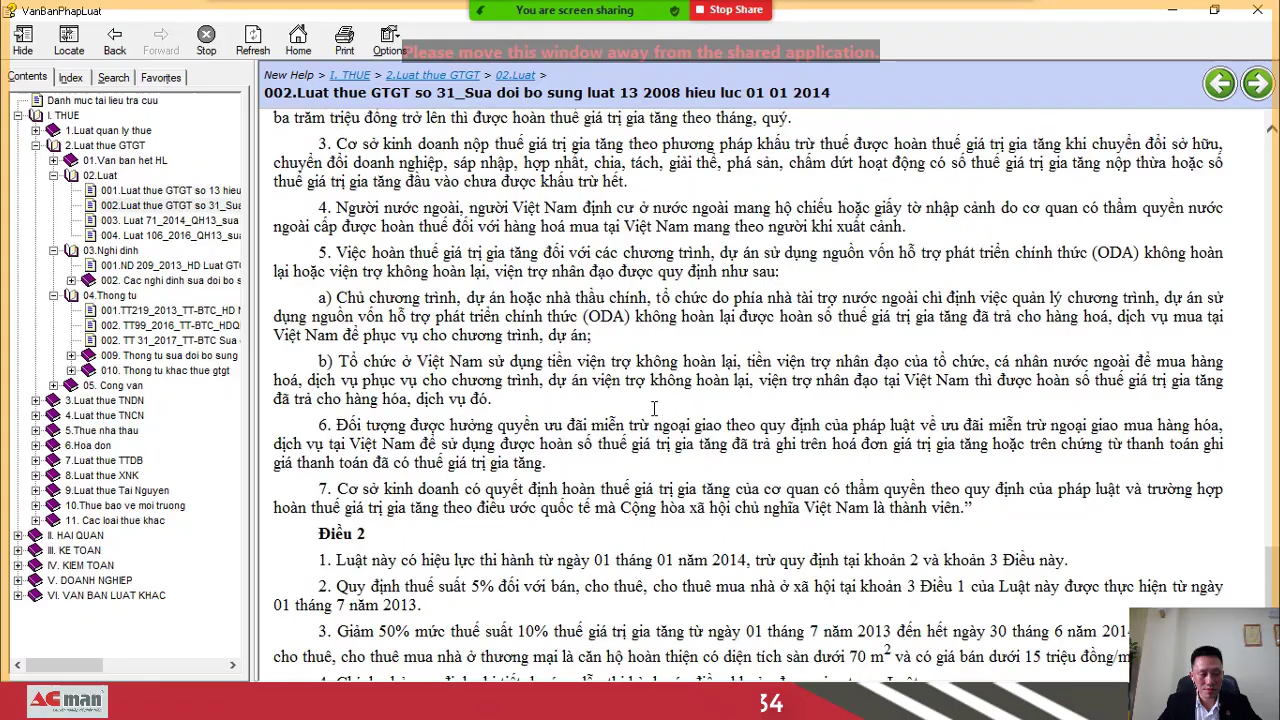 VanBanPhapLuat
You are screen sharing
Stop Share
Please move this window away from the shared application.
Hide
Locate
Back
Forward
Stop
Refresh
Home
Print
Options
Contents
Index
Search
Favorites
Danh muc tai lieu tra cuu
I. THUE
1.Luat quan ly thue
2.Luat thue GTGT
01.Van ban het HL
02.Luat
001.Luat thue GTGT so 13 hieu
002.Luat thue GTGT so 31_Sua
003. Luat 71_2014_QH13_sua
004. Luat 106_2016_QH13_sua
03.Nghi dinh
001.ND 209_2013_HD Luat GT
002. Cac nghi dinh sua doi bo s
04.Thong tu
001.TT219_2013_TT-BTC_HD N
002. TT99_2016_TT-BTC_HDQ
002. TT 31_2017_TT-BTC Sua
009. Thong tu sua doi bo sung
010. Thong tu khac thue gtgt
05. Cong van
3.Luat thue TNDN
4.Luat thue TNCN
5.Thue nha thau
6.Hoa don
7.Luat thue TTDB
8.Luat thue XNK
9.Luat thue Tai Nguyen
10.Thue bao ve moi truong
11. Cac loai thue khac
II. HAI QUAN
III. KE TOAN
IV. KIEM TOAN
V. DOANH NGHIEP
VI. VAN BAN LUAT KHAC
New Help > I. THUE > 2.Luat thue GTGT > 02.Luat >
002.Luat thue GTGT so 31_Sua doi bo sung luat 13 2008 hieu luc 01 01 2014
ba trăm triệu đồng trở lên thì được hoàn thuế giá trị gia tăng theo tháng, quý.
3. Cơ sở kinh doanh nộp thuế giá trị gia tăng theo phương pháp khấu trừ thuế được hoàn thuế giá trị gia tăng khi chuyển đổi sở hữu,
chuyển đổi doanh nghiệp, sáp nhập, hợp nhất, chia, tách, giải thể, phá sản, chấm dứt hoạt động có số thuế giá trị gia tăng nộp thừa hoặc số
thuế giá trị gia tăng đầu vào chưa được khấu trừ hết.
4. Người nước ngoài, người Việt Nam định cư ở nước ngoài mang hộ chiếu hoặc giấy tờ nhập cảnh do cơ quan có thẩm quyền nước
ngoài cấp được hoàn thuế đối với hàng hoá mua tại Việt Nam mang theo người khi xuất cảnh.
5. Việc hoàn thuế giá trị gia tăng đối với các chương trình, dự án sử dụng nguồn vốn hỗ trợ phát triển chính thức (ODA) không hoàn
lại hoặc viện trợ không hoàn lại, viện trợ nhân đạo được quy định như sau:
a) Chủ chương trình, dự án hoặc nhà thầu chính, tổ chức do phía nhà tài trợ nước ngoài chỉ định việc quản lý chương trình, dự án sử
dụng nguồn vốn hỗ trợ phát triển chính thức (ODA) không hoàn lại được hoàn số thuế giá trị gia tăng đã trả cho hàng hoá, dịch vụ mua tại
Việt Nam để phục vụ cho chương trình, dự án;
b) Tổ chức ở Việt Nam sử dụng tiền viện trợ không hoàn lại, tiền viện trợ nhân đạo của tổ chức, cá nhân nước ngoài để mua hàng
hoá, dịch vụ phục vụ cho chương trình, dự án viện trợ không hoàn lại, viện trợ nhân đạo tại Việt Nam thì được hoàn số thuế giá trị gia tăng
đã trả cho hàng hóa, dịch vụ đó.
6. Đối tượng được hưởng quyền ưu đãi miễn trừ ngoại giao theo quy định của pháp luật về ưu đãi miễn trừ ngoại giao mua hàng hóa,
dịch vụ tại Việt Nam để sử dụng được hoàn số thuế giá trị gia tăng đã trả ghi trên hoá đơn giá trị gia tăng hoặc trên chứng từ thanh toán ghi
giá thanh toán đã có thuế giá trị gia tăng.
7. Cơ sở kinh doanh có quyết định hoàn thuế giá trị gia tăng của cơ quan có thẩm quyền theo quy định của pháp luật và trường hợp
hoàn thuế giá trị gia tăng theo điều ước quốc tế mà Cộng hòa xã hội chủ nghĩa Việt Nam là thành viên.”
Điều 2
1. Luật này có hiệu lực thi hành từ ngày 01 tháng 01 năm 2014, trừ quy định tại khoản 2 và khoản 3 Điều này.
2. Quy định thuế suất 5% đối với bán, cho thuê, cho thuê mua nhà ở xã hội tại khoản 3 Điều 1 của Luật này được thực hiện từ ngày
01 tháng 7 năm 2013.
3. Giảm 50% mức thuế suất 10% thuế giá trị gia tăng từ ngày 01 tháng 7 năm 2013 đến hết ngày 30 tháng 6 năm 201
cho thuê, cho thuê mua nhà ở thương mại là căn hộ hoàn thiện có diện tích sàn dưới 70 m² và có giá bán dưới 15 triệu đồng/m
ACman
34